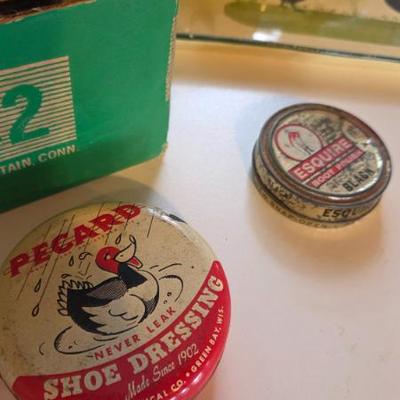 2
TAIN, CONN.
ESQUIRE
BOOT
BLACK
ESQU
PECARD
NEVER LEAK
SHOE DRESSING
Made Since 1902
ICAL CO. • GREEN BAY, WIS.